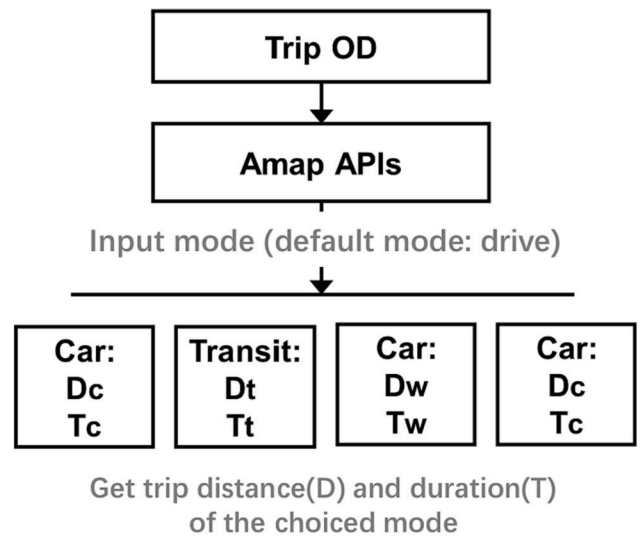 Trip OD
Amap APIs
Input mode (default mode: drive)
Car:
Dc
Tc
Transit:
Dt
Tt
Car:
Dw
Tw
Car:
Dc
Tc
Get trip distance(D) and duration(T)
of the choiced mode